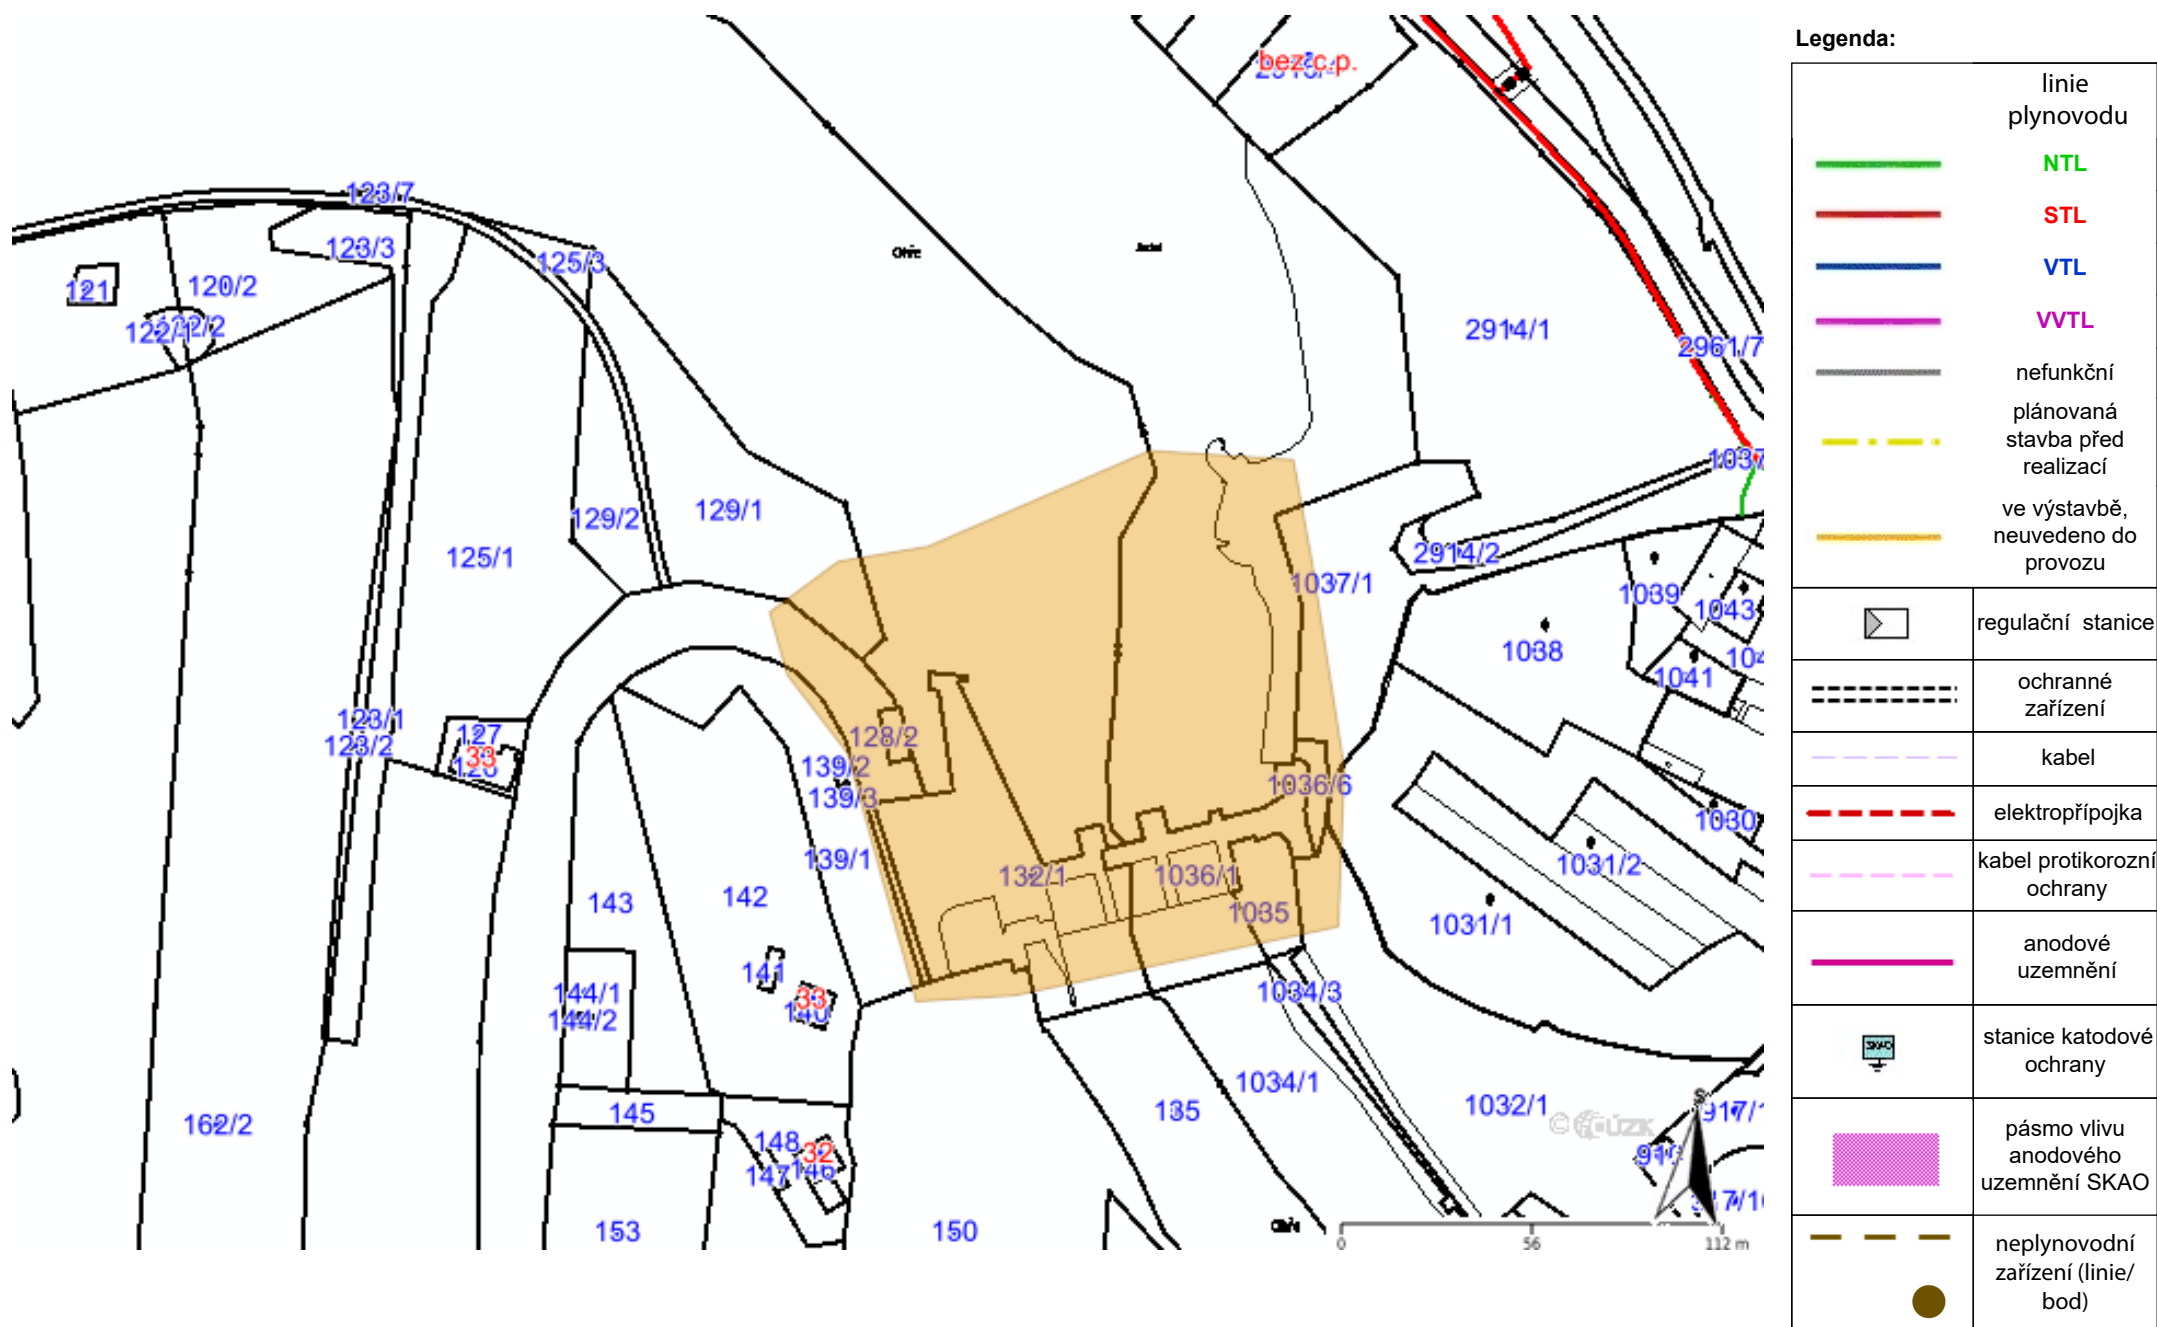 Legenda:
linie
plynovodu
NTL
STL
VTL
VVTL
nefunkční
plánovaná
stavba před
realizací
ve výstavbě,
neuvedeno do
provozu
regulační stanice
ochranné
zařízení
kabel
elektropřípojka
kabel protikorozní
ochrany
anodové
uzemnění
SKAO
stanice katodové
ochrany
pásmo vlivu
anodového
uzemnění SKAO
neplynovodní
zařízení (linie/
bod)
bez č.p.
123/7
123/3
125/3
121
120/2
122/1
122/2
2914/1
2961/7
1037
129/2
129/1
125/1
2914/2
1037/1
1039
1043
1038
1041
123/1
123/2
127
33
128/2
139/2
139/3
1036/6
1030
139/1
1031/2
132/1
1036/1
143
142
1035
1031/1
141
33
140
144/1
144/2
1034/3
1034/1
135
1032/1
145
162/2
148
32
147
146
153
150
© ČÚZK
S
0
56
112 m